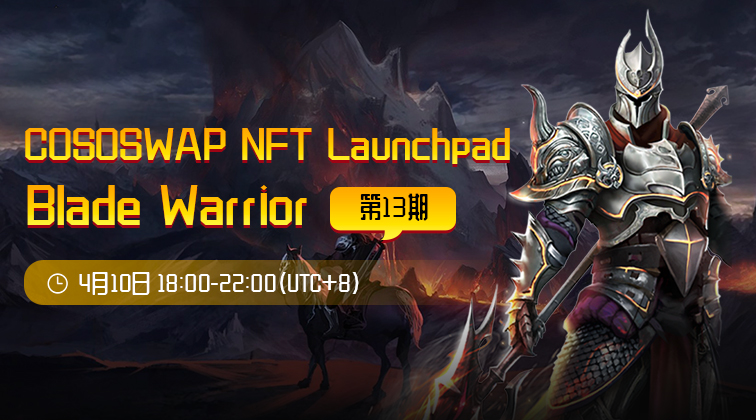 COSOSWAP NFT Launchpad
Blade Warrior 第13期
4月10日 18:00-22:00(UTC+8)